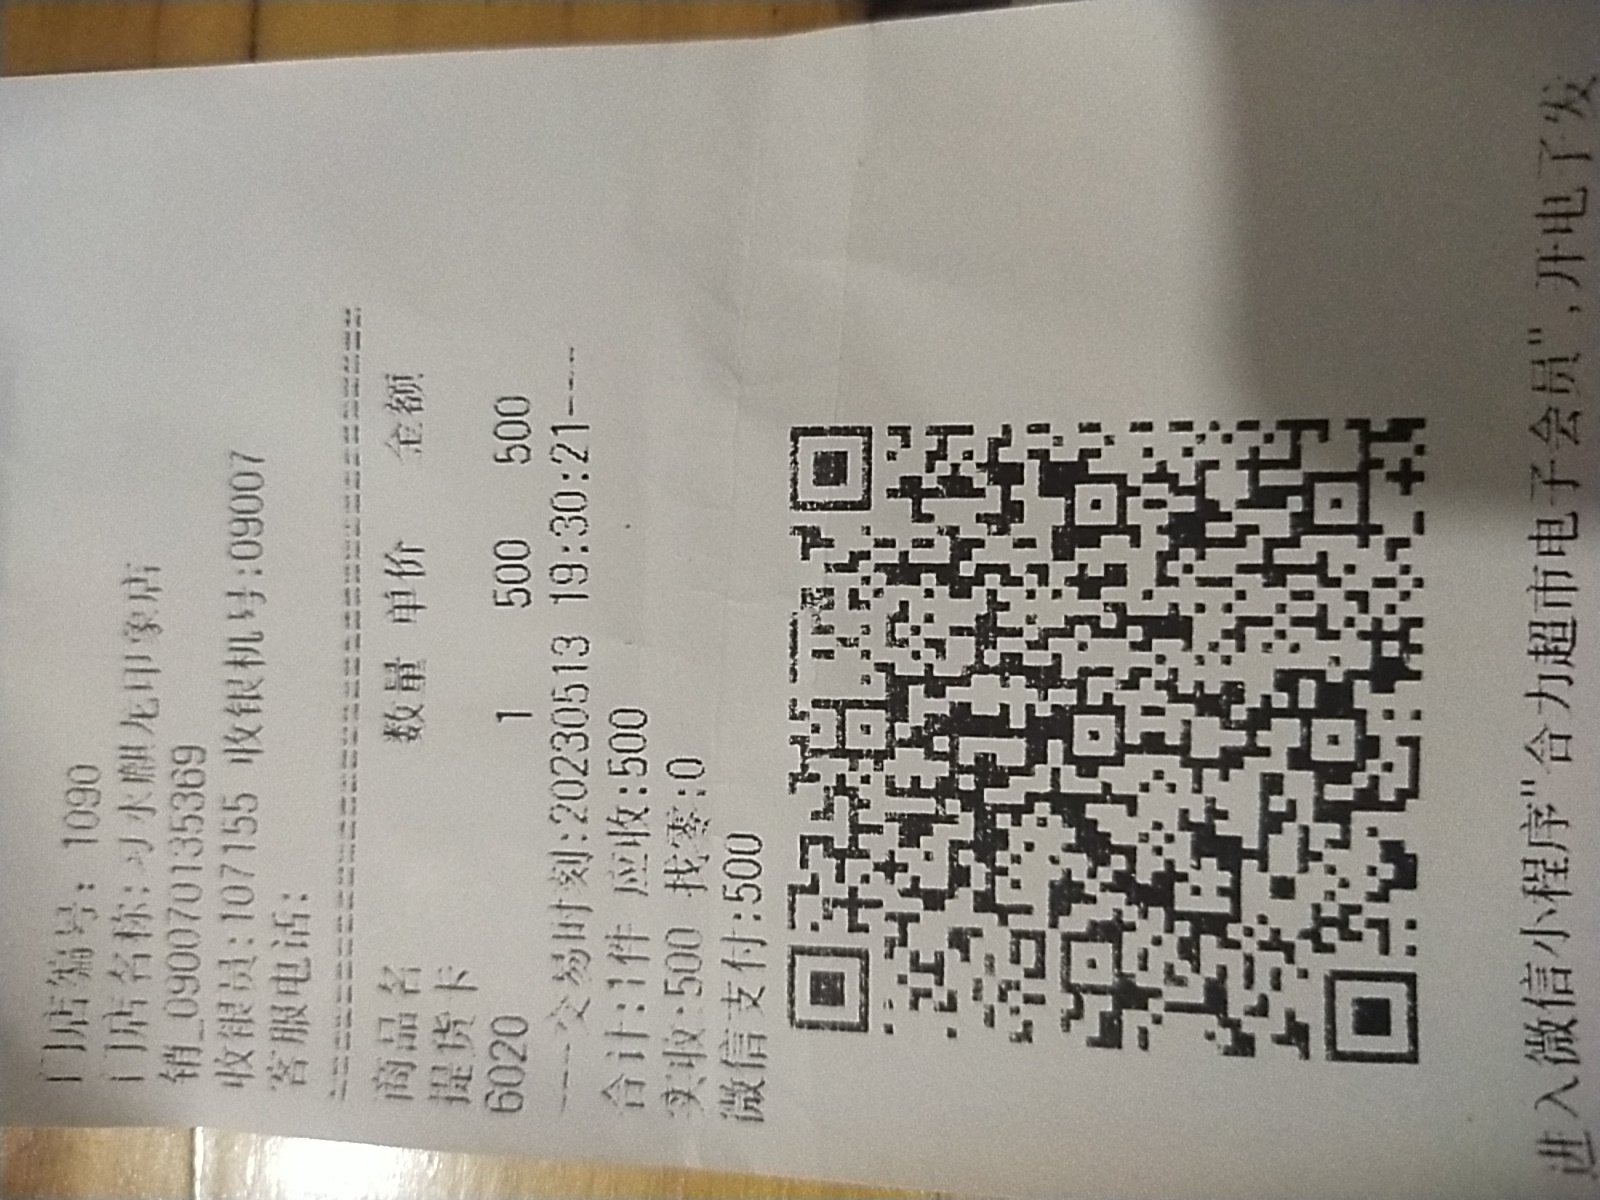 门店编号: 1090
门店名称:习水麒龙甲家店
销_0900701353​69
收银员:107155 收银机号:09007
客服电话:
商品名 数量 单价 金额
提货卡
6020 1 500 500
---交易时刻:20230513 19:30:21----
合计:1件 应收:500
实收:500 找零:0
微信支付:500
进入微信小程序"合力超市电子会员",开电子发